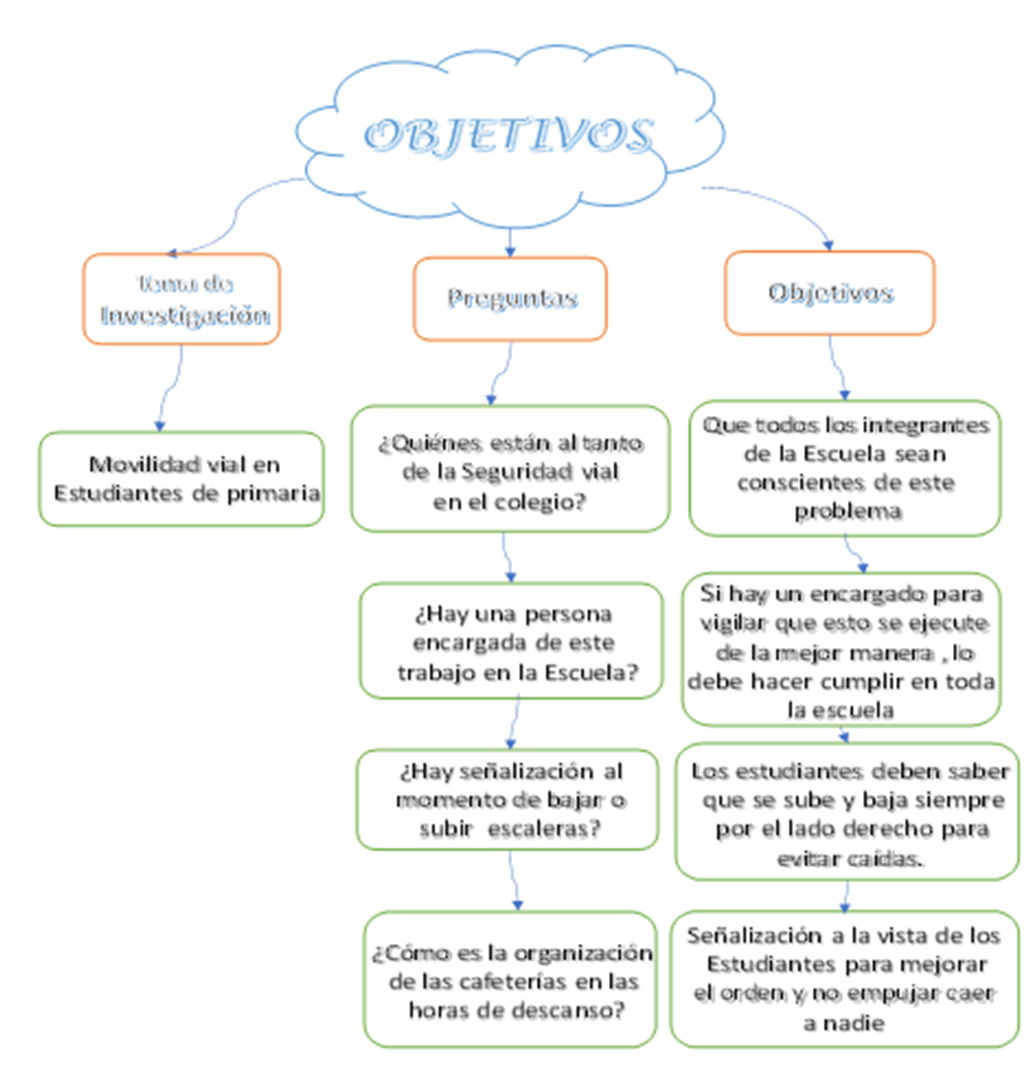 OBJETIVOS
Tema de
Investigación
Movilidad vial en
Estudiantes de primaria
Preguntas
¿Quiénes están al tanto
de la Seguridad vial
en el colegio?
¿Hay una persona
encargada de este
trabajo en la Escuela?
¿Hay señalización al
momento de bajar o
subir escaleras?
¿Cómo es la organización
de las cafeterías en las
horas de descanso?
Objetivos
Que todos los integrantes
de la Escuela sean
conscientes de este
problema
Si hay un encargado para
vigilar que esto se ejecute
de la mejor manera , lo
debe hacer cumplir en toda
la escuela
Los estudiantes deben saber
que se sube y baja siempre
por el lado derecho para
evitar caídas.
Señalización a la vista de los
Estudiantes para mejorar
el orden y no empujar caer
a nadie